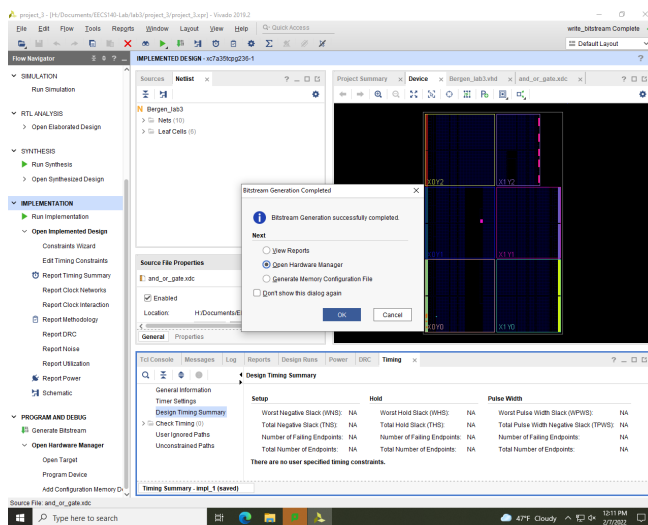 project_3 - [H:/Documents/EECS140-Lab/lab3/project_3/project_3.xpr] - Vivado 2018.2
File Edit Flow Tools Reports Window Layout View Help Q- Quick Access
write_bitstream Complete
Default Layout
Flow Navigator
IMPLEMENTED DESIGN - xc7a35tcpg236-1
SIMULATION
Run Simulation
RTL ANALYSIS
Open Elaborated Design
SYNTHESIS
Run Synthesis
Open Synthesized Design
IMPLEMENTATION
Run Implementation
Open Implemented Design
Constraints Wizard
Edit Timing Constraints
Report Timing Summary
Report Clock Networks
Report Clock Interaction
Report Methodology
Report DRC
Report Noise
Report Utilization
Report Power
Schematic
PROGRAM AND DEBUG
Generate Bitstream
Open Hardware Manager
Open Target
Program Device
Add Configuration Memory D
Sources Netlist
N Bergen_lab3
Nets (10)
Leaf Cells (6)
Source File Properties
and_or_gate.xdc
Enabled
Location: H:/Documents/E
General Properties
Project Summary Device Bergen_lab3.vhd and_or_gate.xdc
X0Y2 X1Y2
X1Y1
X0Y0 X1Y0
Bitstream Generation Completed
Bitstream Generation successfully completed.
Next
View Reports
Open Hardware Manager
Generate Memory Configuration File
Don't show this dialog again
OK Cancel
Tcl Console Messages Log Reports Design Runs Power DRC Timing
Design Timing Summary
General Information
Timer Settings
Design Timing Summary
Check Timing (0)
User Ignored Paths
Unconstrained Paths
Setup Hold Pulse Width
Worst Negative Slack (WNS): NA Worst Hold Slack (WHS): NA Worst Pulse Width Slack (WPWS): NA
Total Negative Slack (TNS): NA Total Hold Slack (THS): NA Total Pulse Width Negative Slack (TPWS): NA
Number of Failing Endpoints: NA Number of Failing Endpoints: NA Number of Failing Endpoints: NA
Total Number of Endpoints: NA Total Number of Endpoints: NA Total Number of Endpoints: NA
There are no user specified timing constraints.
Timing Summary - impl_1 (saved)
Source File: and_or_gate.xdc
Type here to search
47°F Cloudy
12:11 PM
2/7/2022